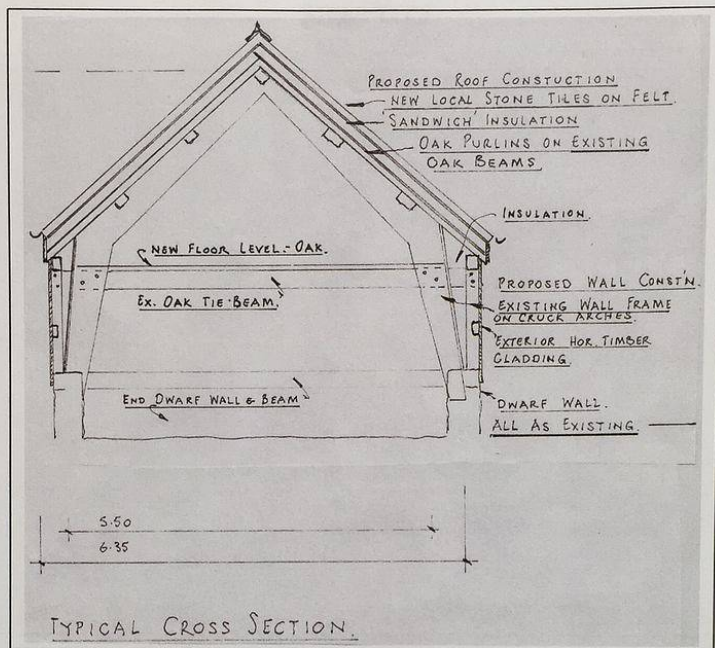 PROPOSED ROOF CONSTUCTION
NEW LOCAL STONE TILES ON FELT.
'SANDWICH' INSULATION
OAK PURLINS ON EXISTING
OAK BEAMS.
INSULATION.
NEW FLOOR LEVEL:- OAK.
EX. OAK TIE-BEAM.
PROPOSED WALL CONST'N.
EXISTING WALL FRAME
ON CRUCK ARCHES.
EXTERIOR HOR. TIMBER
CLADDING.
END DWARF WALL & BEAM
DWARF WALL.
ALL AS EXISTING.
5.50
6.35
TYPICAL CROSS SECTION.